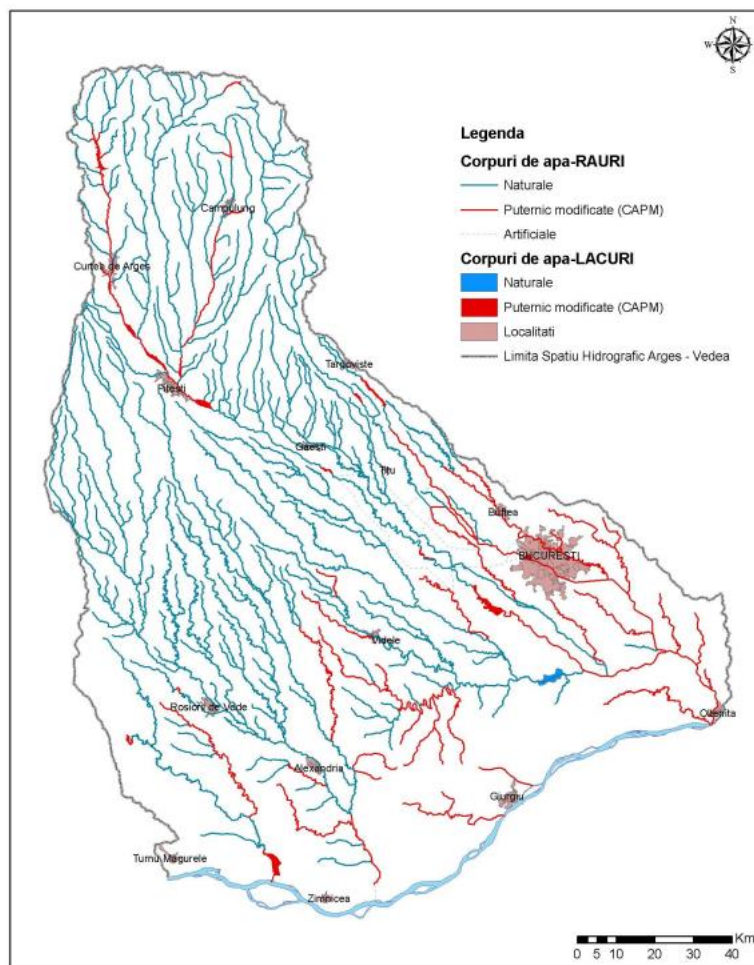 N
W E
S
Legenda
Corpuri de apa-RAURI
Naturale
Puternic modificate (CAPM)
Artificiale
Corpuri de apa-LACURI
Naturale
Puternic modificate (CAPM)
Localitati
Limita Spatiu Hidrografic Arges - Vedea
Campulung
Curtea de Arges
Targoviste
Pitesti
Gaesti
Titu
Buftea
BUCURESTI
Videle
Rosiorii de Vede
Oltenita
Alexandria
Giurgiu
Turnu Magurele
Zimnicea
Km
0 5 10 20 30 40